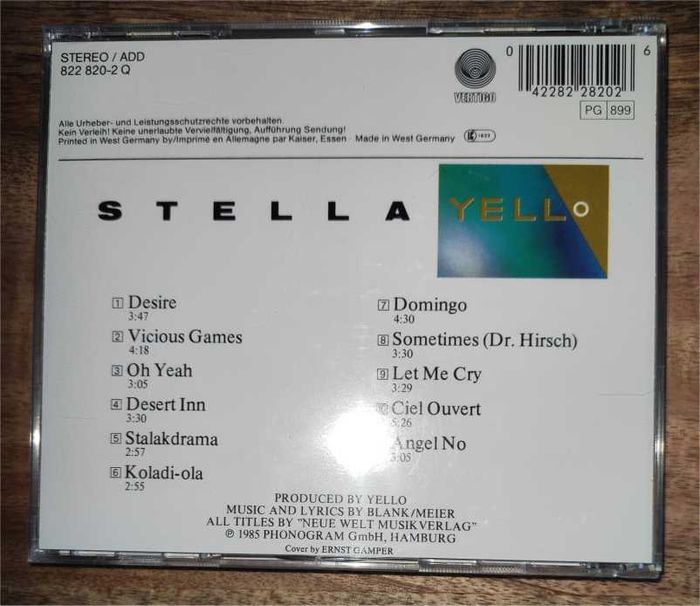 STEREO / ADD
822 820-2 Q
VERTIGO
0 42282 28202 6
PG 899
Alle Urheber- und Leistungsschutzrechte vorbehalten.
Kein Verleih! Keine unerlaubte Vervielfältigung, Aufführung Sendung!
Printed in West Germany by/Imprimé en Allemagne par Kaiser, Essen · Made in West Germany
STELLA YELLO
1 Desire
3:47
2 Vicious Games
4:18
3 Oh Yeah
3:05
4 Desert Inn
3:30
5 Stalakdrama
2:57
6 Koladi-ola
2:55
7 Domingo
4:30
8 Sometimes (Dr. Hirsch)
3:30
9 Let Me Cry
3:29
10 Ciel Ouvert
5:26
Angel No
3:05
PRODUCED BY YELLO
MUSIC AND LYRICS BY BLANK/MEIER
ALL TITLES BY "NEUE WELT MUSIKVERLAG"
℗ 1985 PHONOGRAM GmbH, HAMBURG
Cover by ERNST GAMPER